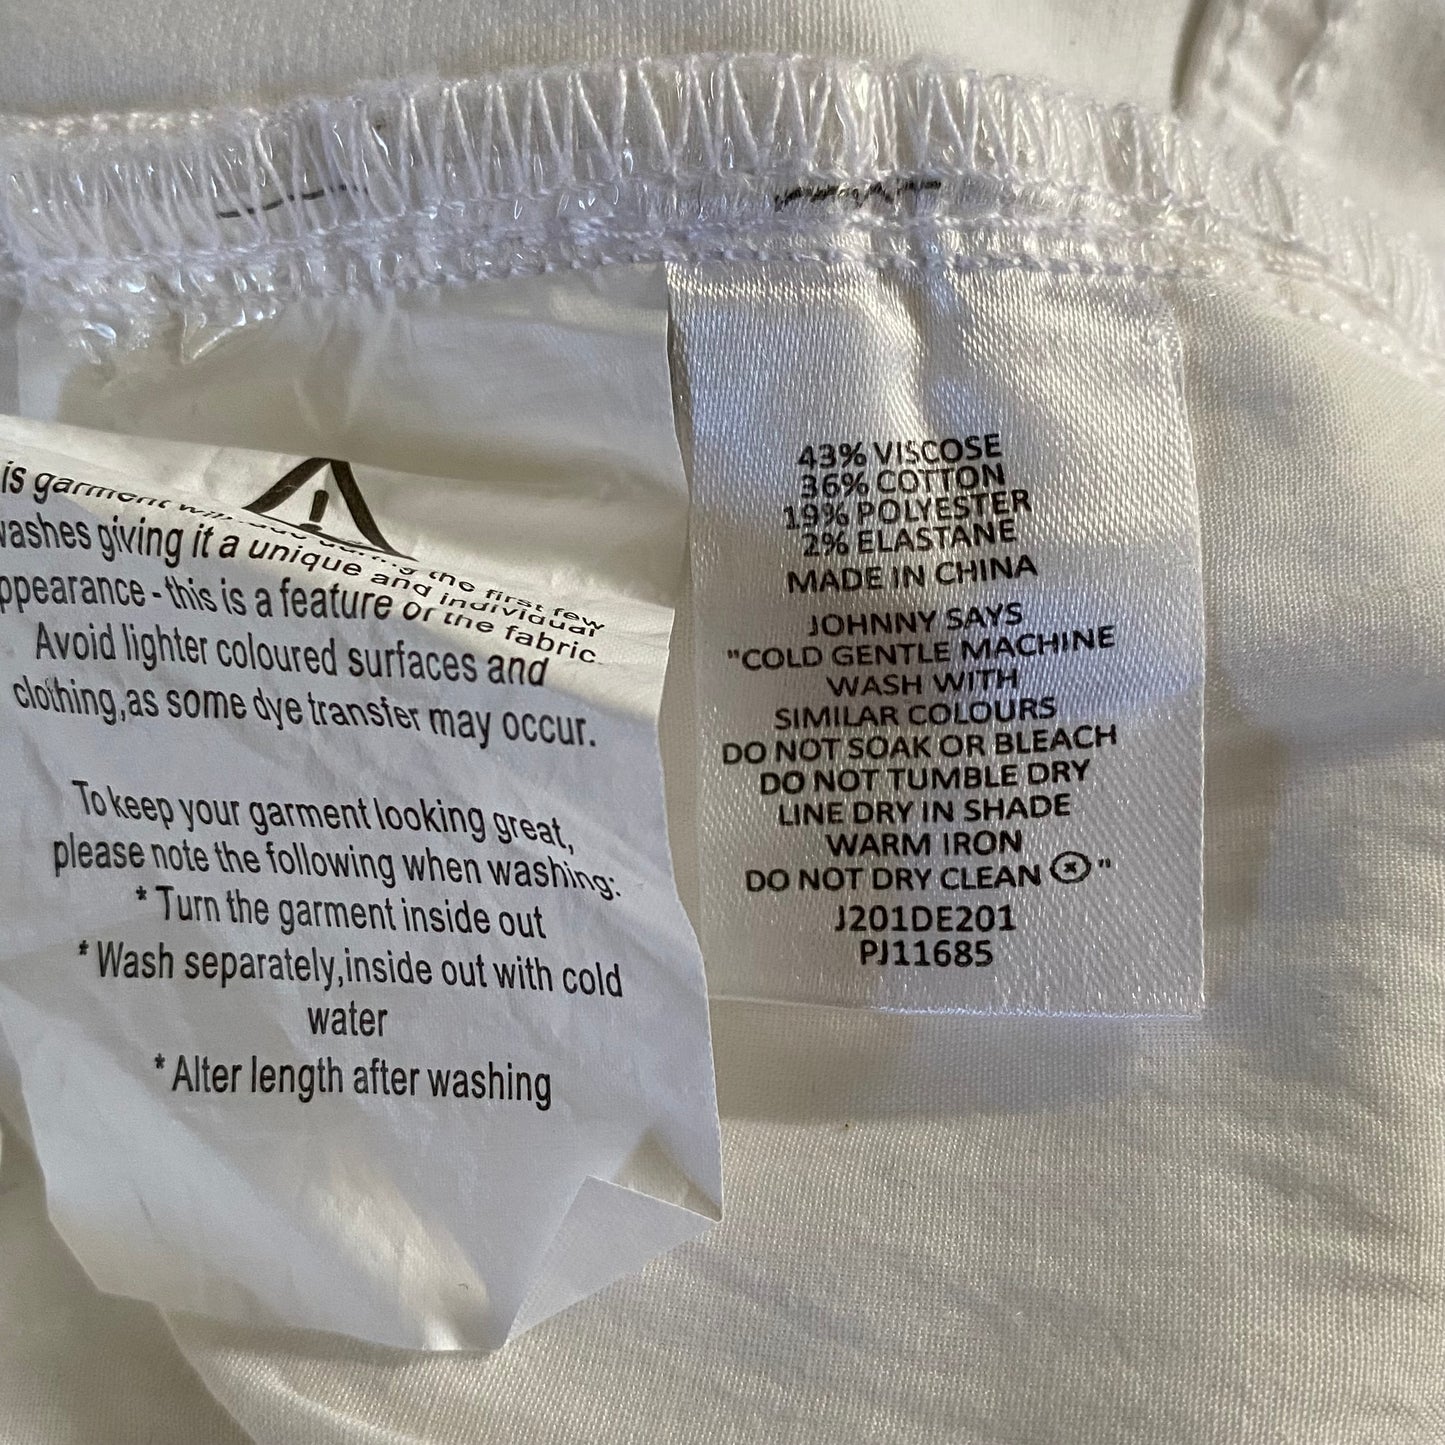 is garment will
washes giving it a unique and individual
ppearance - this is a feature of the fabric.
Avoid lighter coloured surfaces and
clothing,as some dye transfer may occur.
To keep your garment looking great,
please note the following when washing:
* Turn the garment inside out
* Wash separately,inside out with cold
water
* Alter length after washing
43% VISCOSE
36% COTTON
19% POLYESTER
2% ELASTANE
MADE IN CHINA
JOHNNY SAYS
"COLD GENTLE MACHINE
WASH WITH
SIMILAR COLOURS
DO NOT SOAK OR BLEACH
DO NOT TUMBLE DRY
LINE DRY IN SHADE
WARM IRON
DO NOT DRY CLEAN ⓧ"
J201DE201
PJ11685